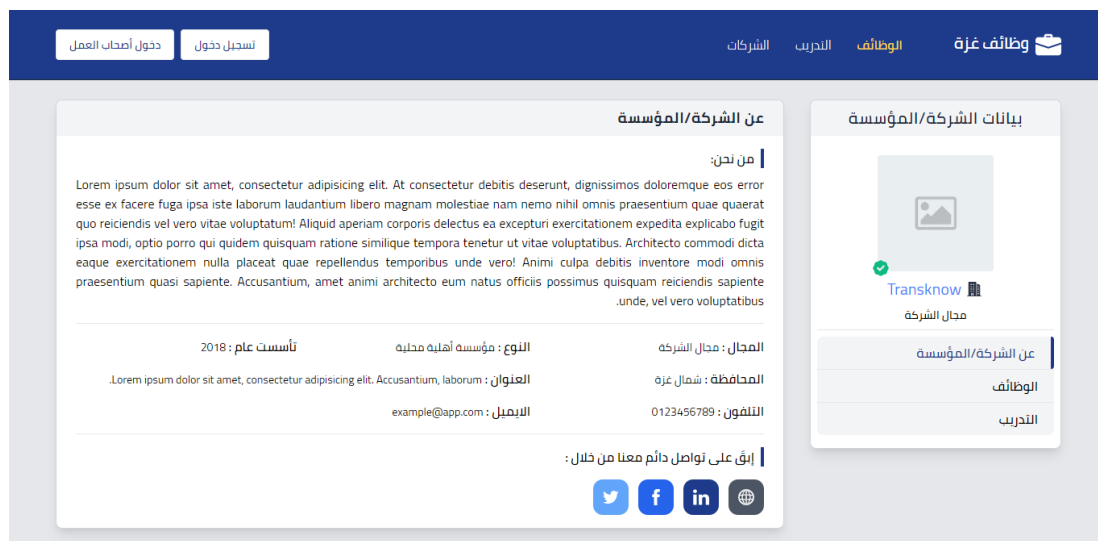 وظائف غزة
الوظائف
التدريب
الشركات
تسجيل دخول
دخول أصحاب العمل
بيانات الشركة/المؤسسة
Transknow
مجال الشركة
عن الشركة/المؤسسة
الوظائف
التدريب
عن الشركة/المؤسسة
من نحن:
Lorem ipsum dolor sit amet, consectetur adipisicing elit. At consectetur debitis deserunt, dignissimos doloremque eos error
esse ex facere fuga ipsa iste laborum laudantium libero magnam molestiae nam nemo nihil omnis praesentium quae quaerat
quo reiciendis vel vero vitae voluptatum! Aliquid aperiam corporis delectus ea excepturi exercitationem expedita explicabo fugit
ipsa modi, optio porro qui quidem quisquam ratione similique tempora tenetur ut vitae voluptatibus. Architecto commodi dicta
eaque exercitationem nulla placeat quae repellendus temporibus unde vero! Animi culpa debitis inventore modi omnis
praesentium quasi sapiente. Accusantium, amet animi architecto eum natus officiis possimus quisquam reiciendis sapiente
.unde, vel vero voluptatibus
المجال : مجال الشركة
النوع : مؤسسة أهلية محلية
تأسست عام : 2018
المحافظة : شمال غزة
العنوان : Lorem ipsum dolor sit amet, consectetur adipisicing elit. Accusantium, laborum.
التلفون : 0123456789
الايميل : example@app.com
إبقَ على تواصل دائم معنا من خلال :